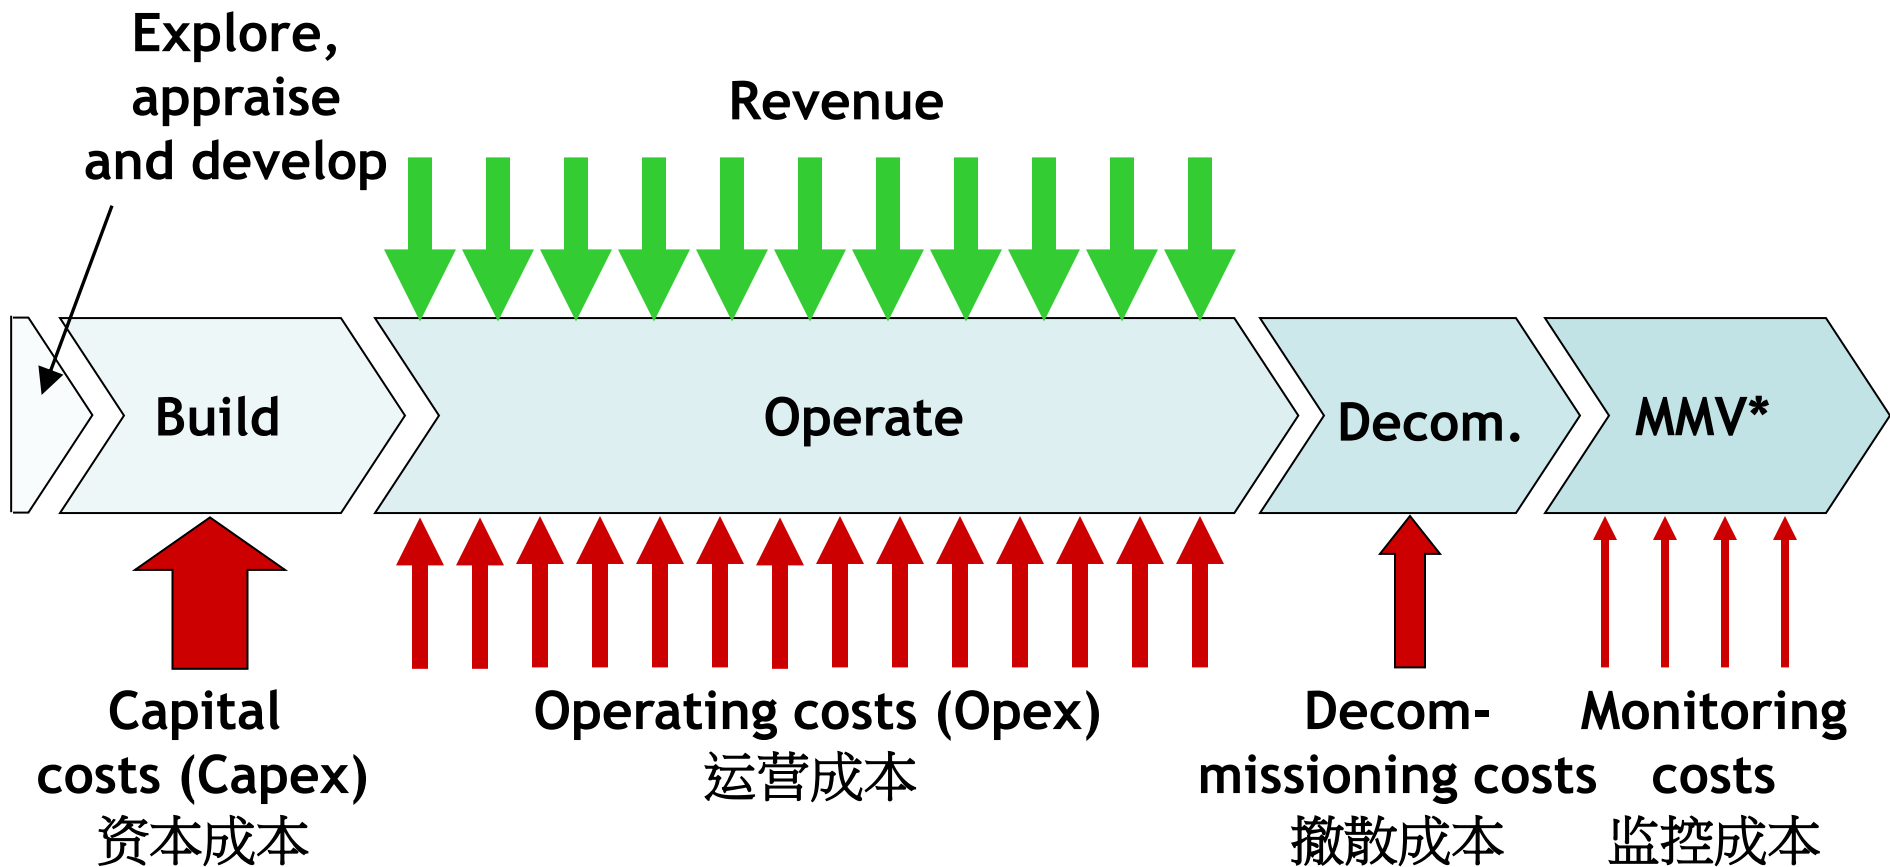 Explore,
appraise
and develop
Revenue
Build
Operate
Decom.
MMV*
Capital
costs (Capex)
资本成本
Operating costs (Opex)
运营成本
Decom-
missioning costs
撤散成本
Monitoring
costs
监控成本